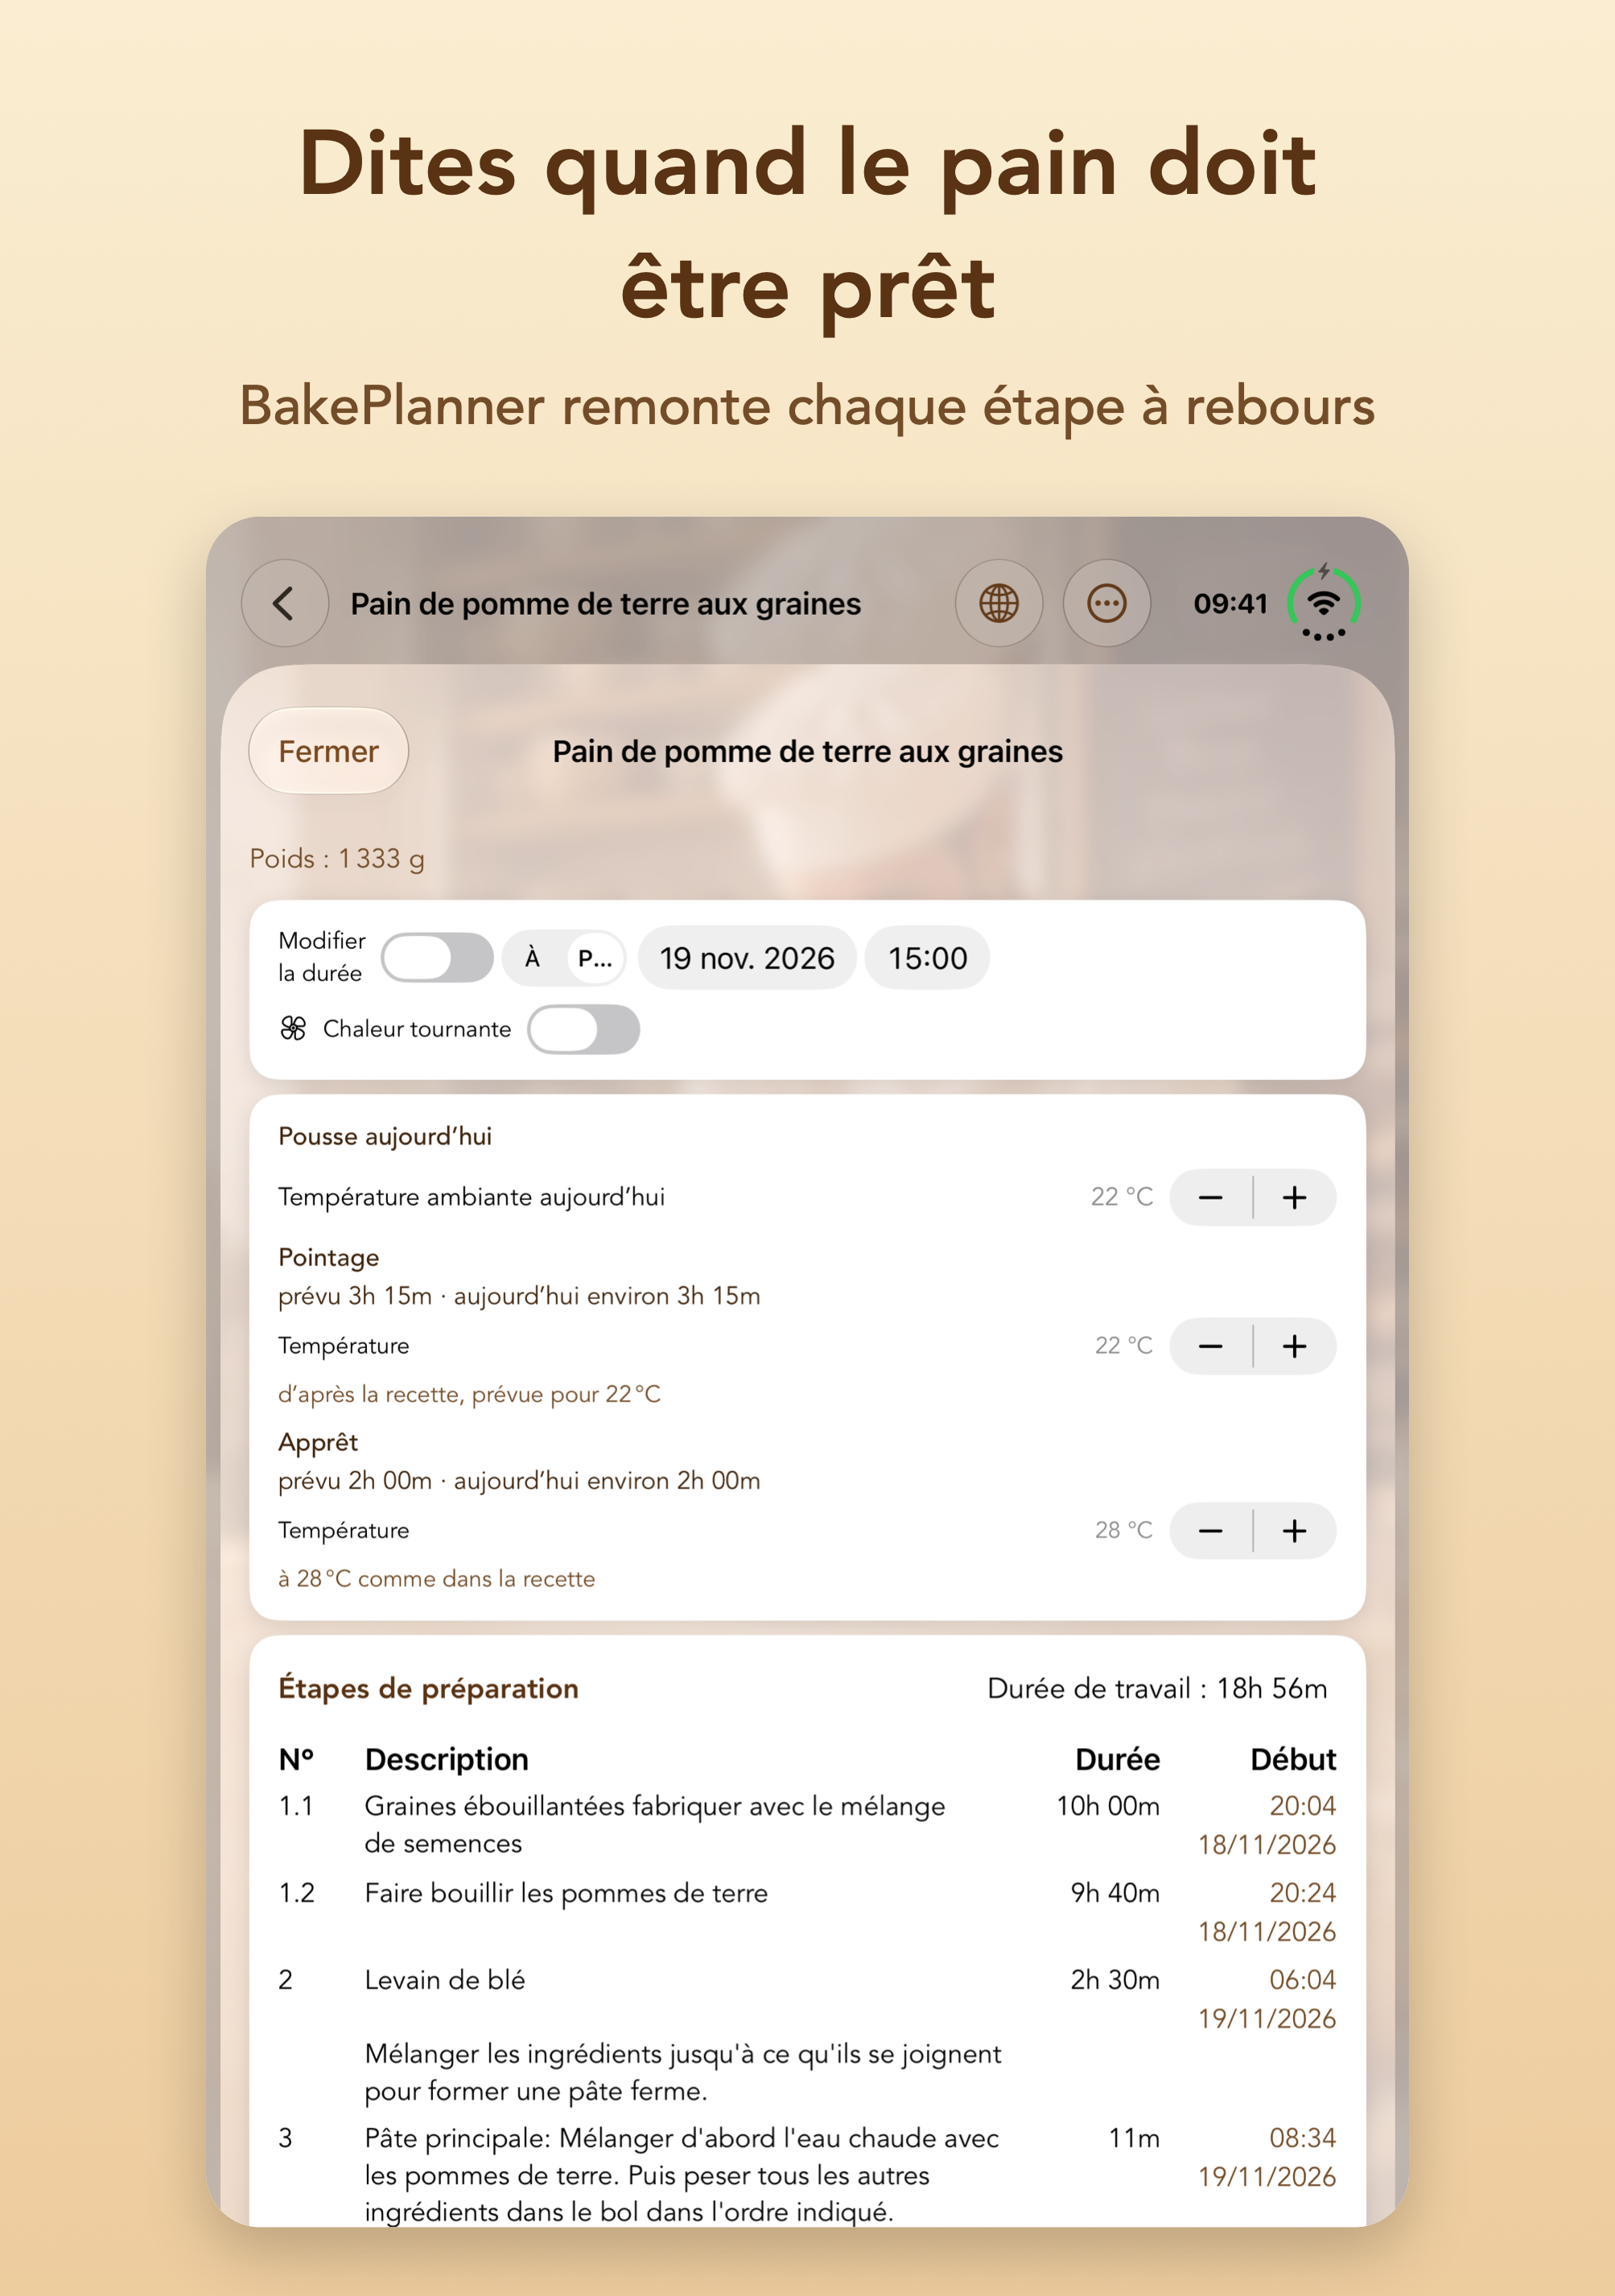 Dites quand le pain doit
être prêt
BakePlanner remonte chaque étape à rebours
Pain de pomme de terre aux graines
09:41
Fermer
Pain de pomme de terre aux graines
Poids : 1 333 g
Modifier
la durée
À
P...
19 nov. 2026
15:00
Chaleur tournante
Pousse aujourd’hui
Température ambiante aujourd’hui
22 °C
Pointage
prévu 3h 15m · aujourd’hui environ 3h 15m
Température
22 °C
d’après la recette, prévue pour 22 °C
Apprêt
prévu 2h 00m · aujourd’hui environ 2h 00m
Température
28 °C
à 28 °C comme dans la recette
Étapes de préparation
Durée de travail : 18h 56m
N° Description Durée Début
1.1 Graines ébouillantées fabriquer avec le mélange 10h 00m 20:04
de semences 18/11/2026
1.2 Faire bouillir les pommes de terre 9h 40m 20:24
18/11/2026
2 Levain de blé 2h 30m 06:04
19/11/2026
Mélanger les ingrédients jusqu'à ce qu'ils se joignent
pour former une pâte ferme.
3 Pâte principale: Mélanger d'abord l'eau chaude avec 11m 08:34
les pommes de terre. Puis peser tous les autres 19/11/2026
ingrédients dans le bol dans l'ordre indiqué.